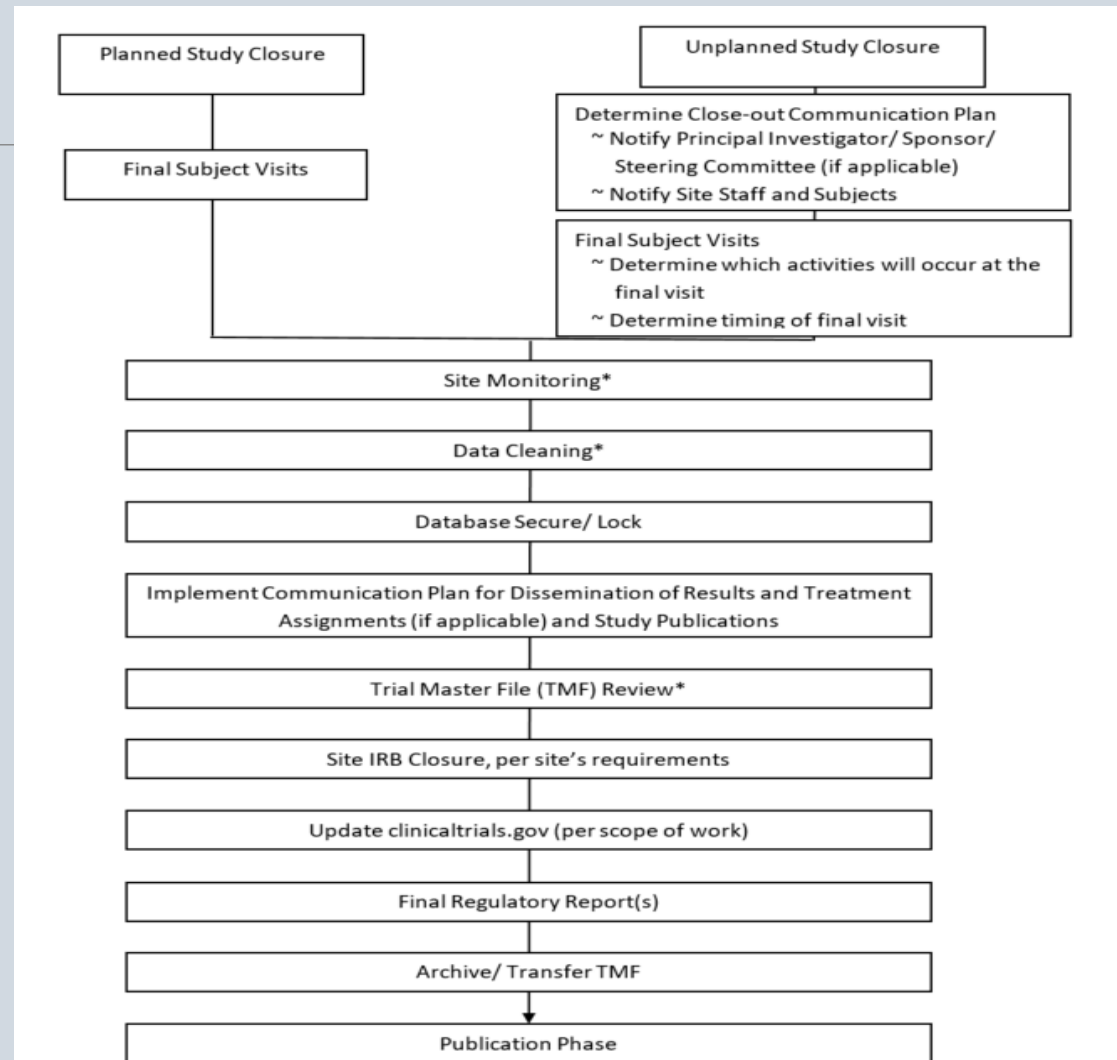 Planned Study Closure
Unplanned Study Closure
Determine Close-out Communication Plan
~ Notify Principal Investigator/ Sponsor/
Steering Committee (if applicable)
~ Notify Site Staff and Subjects
Final Subject Visits
Final Subject Visits
~ Determine which activities will occur at the
final visit
~ Determine timing of final visit
Site Monitoring*
Data Cleaning*
Database Secure/ Lock
Implement Communication Plan for Dissemination of Results and Treatment
Assignments (if applicable) and Study Publications
Trial Master File (TMF) Review*
Site IRB Closure, per site’s requirements
Update clinicaltrials.gov (per scope of work)
Final Regulatory Report(s)
Archive/ Transfer TMF
Publication Phase